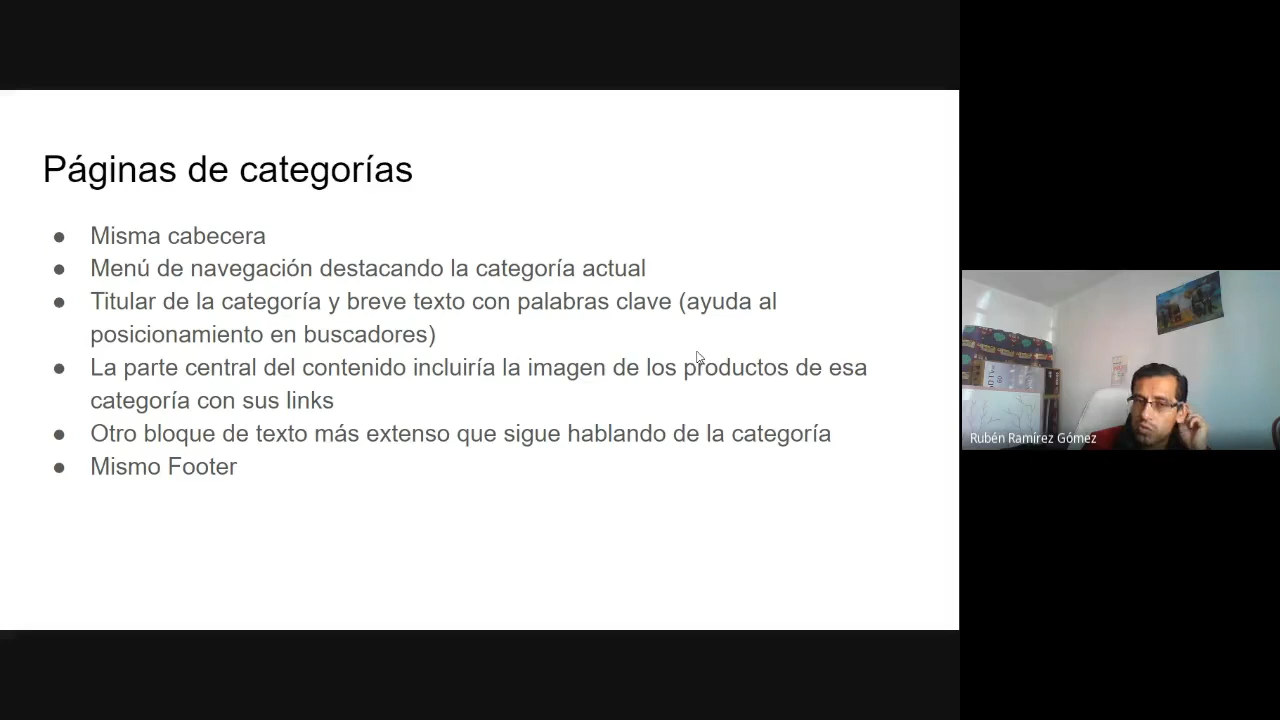 Páginas de categorías
● Misma cabecera
● Menú de navegación destacando la categoría actual
● Titular de la categoría y breve texto con palabras clave (ayuda al
posicionamiento en buscadores)
● La parte central del contenido incluiría la imagen de los productos de esa
categoría con sus links
● Otro bloque de texto más extenso que sigue hablando de la categoría
● Mismo Footer
Rubén Ramírez Gómez